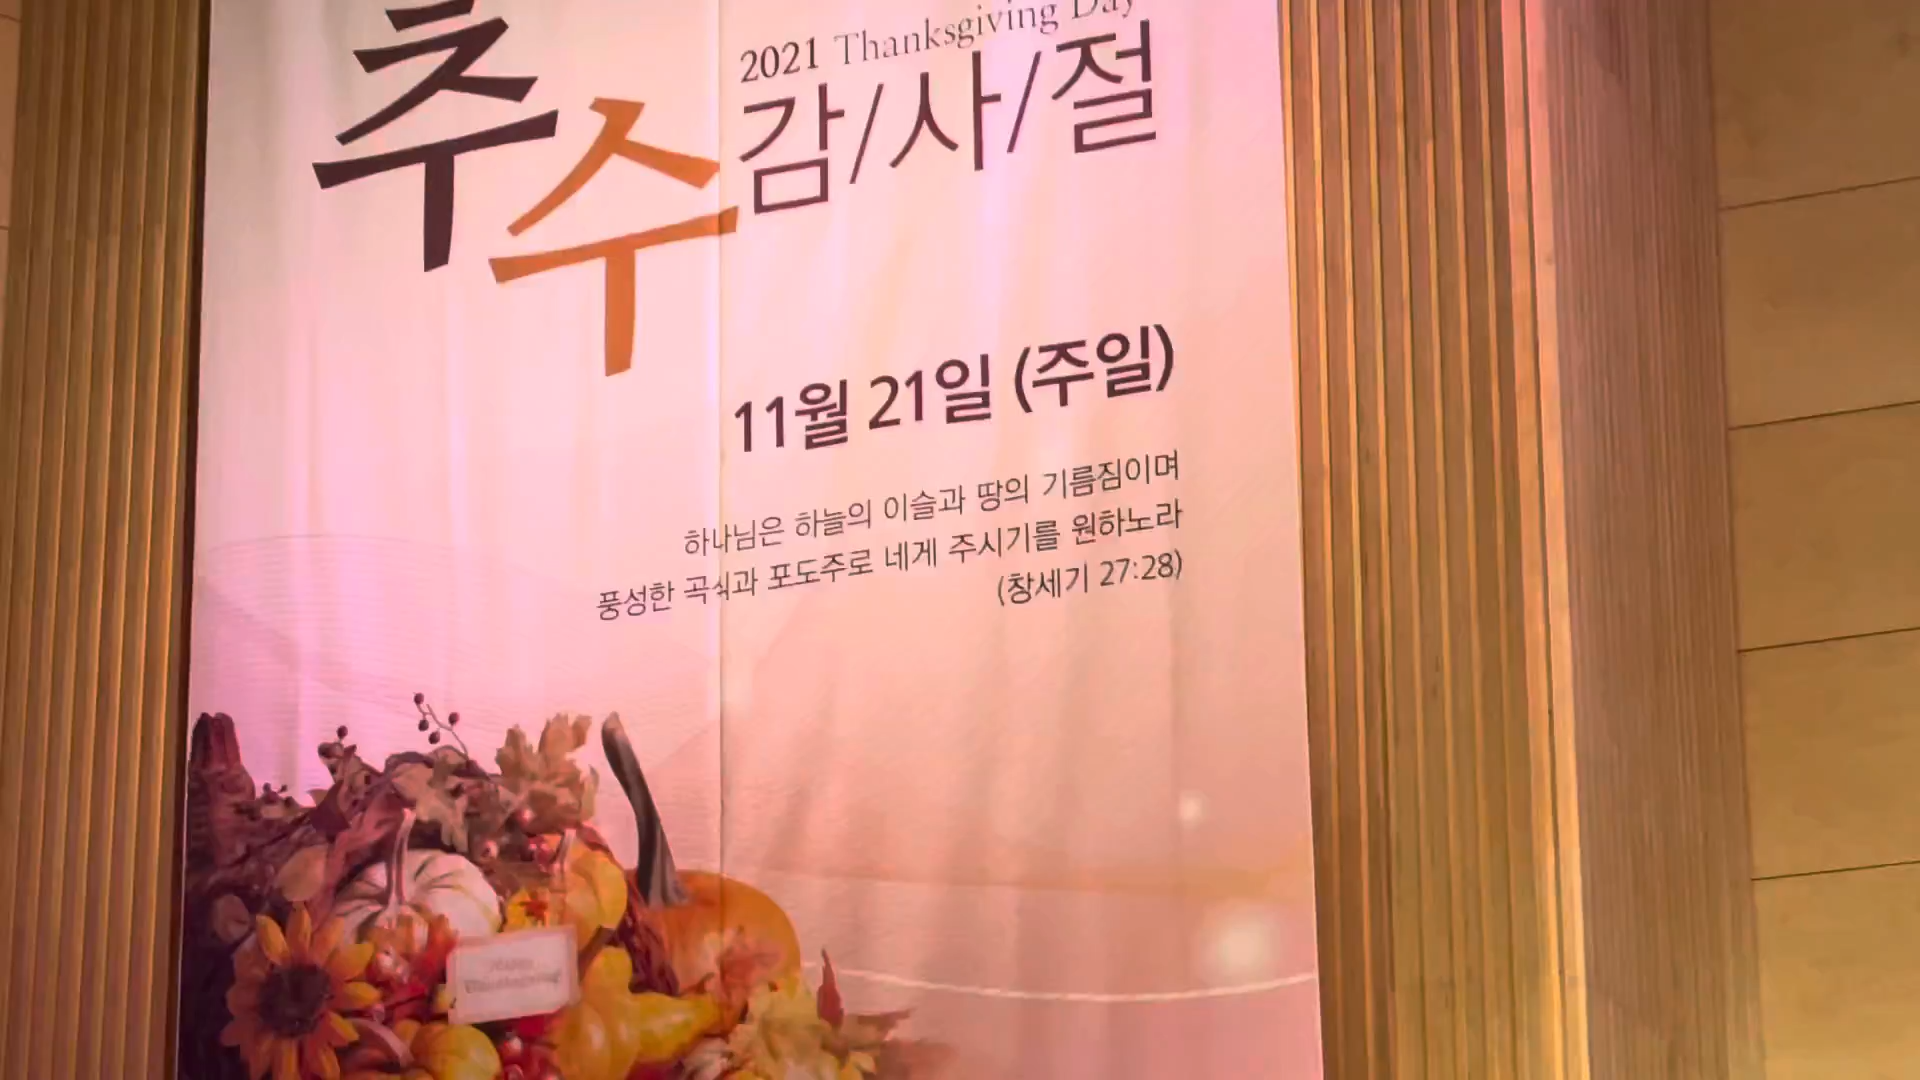 2021 Thanksgiving Day
추수감/사/절
11월 21일 (주일)
하나님은 하늘의 이슬과 땅의 기름짐이며
풍성한 곡식과 포도주로 네게 주시기를 원하노라
(창세기 27:28)